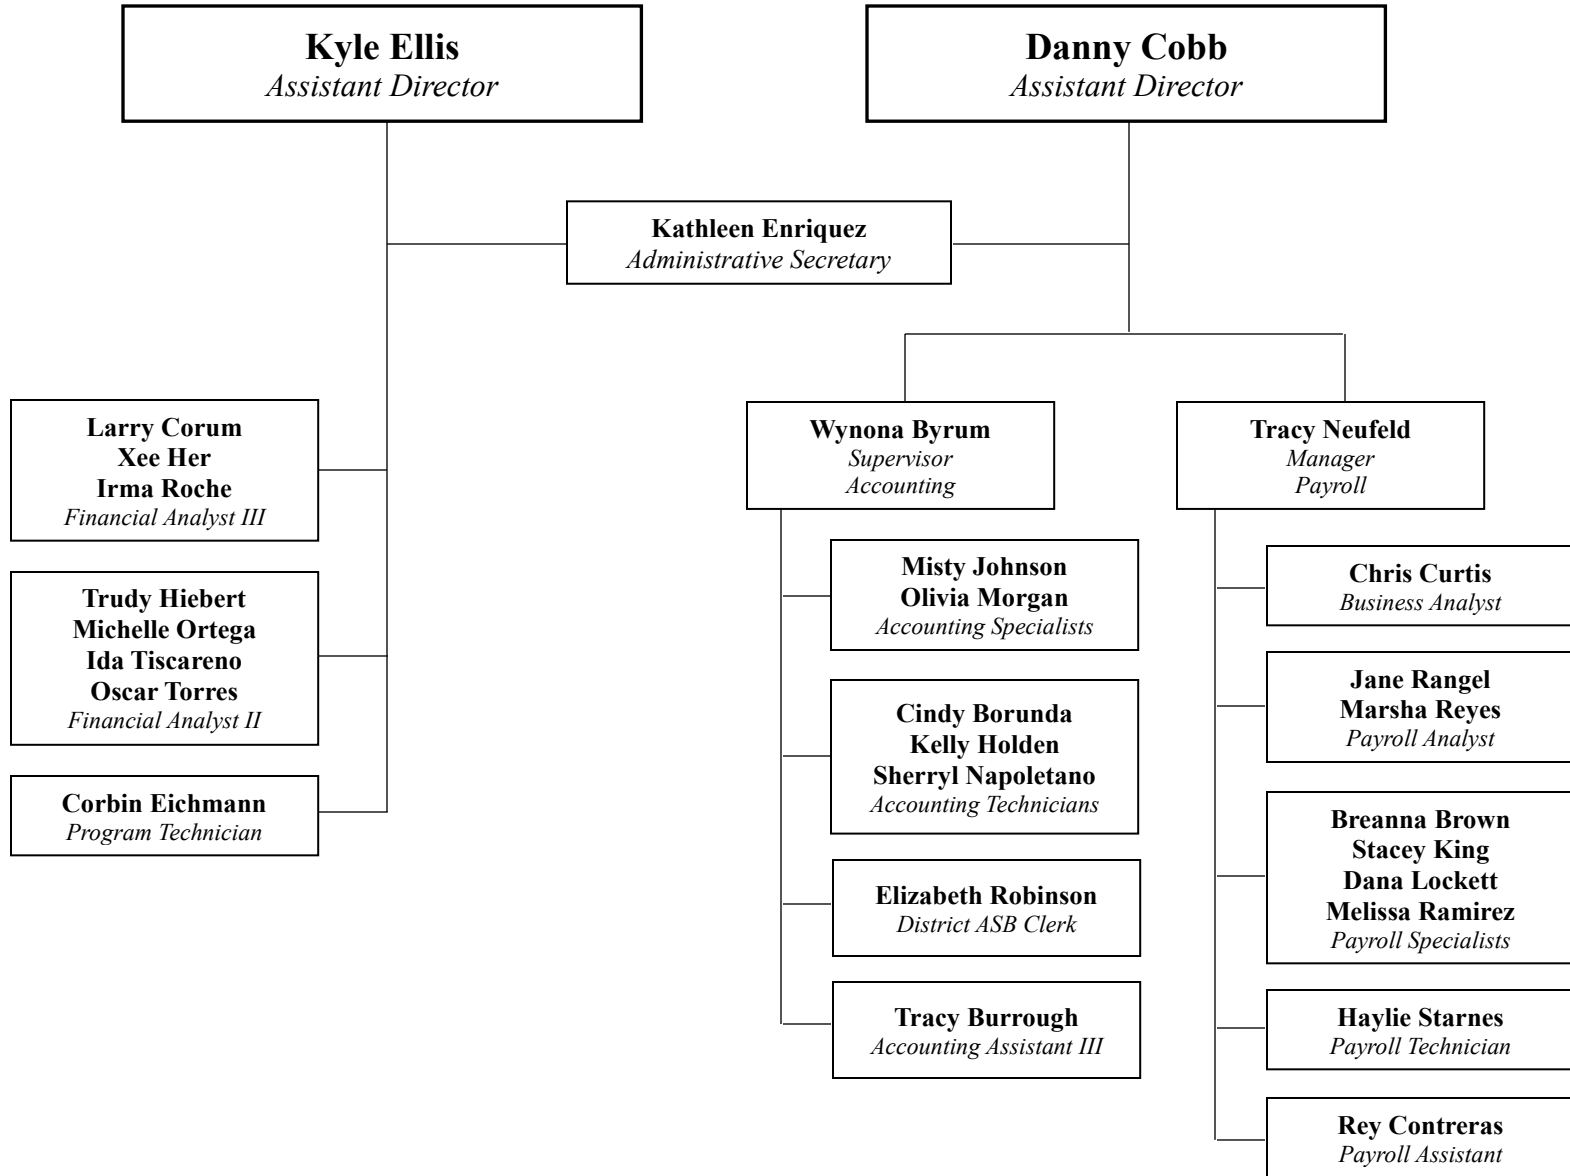 Kyle Ellis
Assistant Director
Danny Cobb
Assistant Director
Kathleen Enriquez
Administrative Secretary
Larry Corum
Xee Her
Irma Roche
Financial Analyst III
Trudy Hiebert
Michelle Ortega
Ida Tiscareno
Oscar Torres
Financial Analyst II
Corbin Eichmann
Program Technician
Wynona Byrum
Supervisor
Accounting
Misty Johnson
Olivia Morgan
Accounting Specialists
Cindy Borunda
Kelly Holden
Sherryl Napoletano
Accounting Technicians
Elizabeth Robinson
District ASB Clerk
Tracy Burrough
Accounting Assistant III
Tracy Neufeld
Manager
Payroll
Chris Curtis
Business Analyst
Jane Rangel
Marsha Reyes
Payroll Analyst
Breanna Brown
Stacey King
Dana Lockett
Melissa Ramirez
Payroll Specialists
Haylie Starnes
Payroll Technician
Rey Contreras
Payroll Assistant